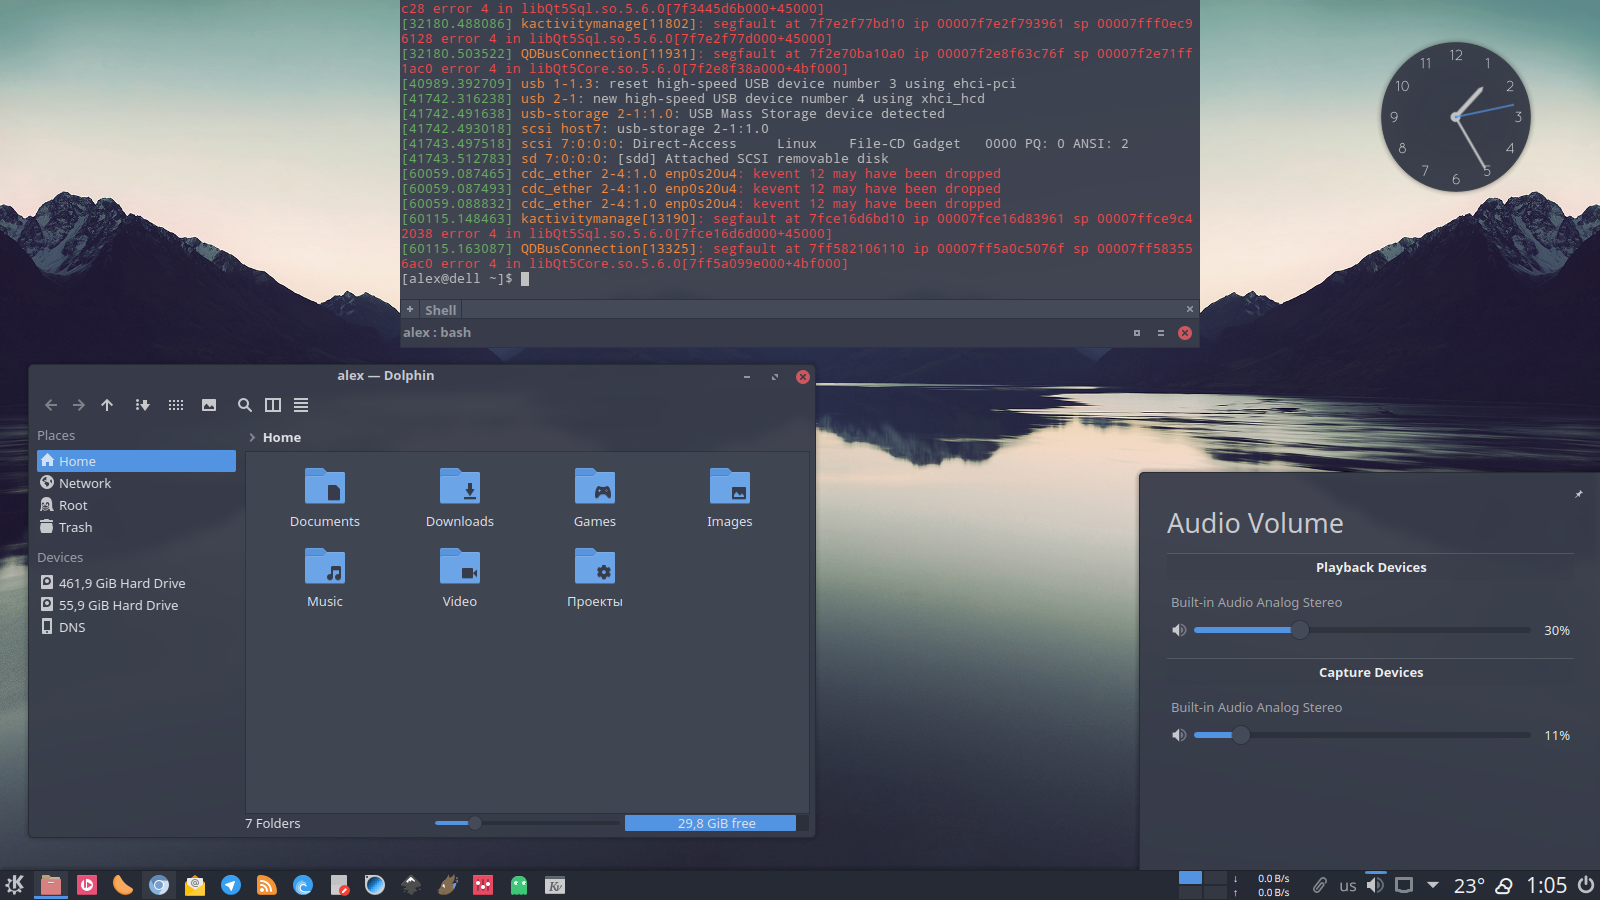 c28 error 4 in libQt5Sql.so.5.6.0[7f3445d6b000+45000]
[32180.488086] kactivitymanage[11802]: segfault at 7f7e2f77bd10 ip 00007f7e2f793961 sp 00007fff0ec9
6128 error 4 in libQt5Sql.so.5.6.0[7f7e2f77d000+45000]
[32180.503522] QDBusConnection[11931]: segfault at 7f2e70ba10a0 ip 00007f2e8f63c76f sp 00007f2e71ff
1ac0 error 4 in libQt5Core.so.5.6.0[7f2e8f38a000+4bf000]
[40989.392709] usb 1-1.3: reset high-speed USB device number 3 using ehci-pci
[41742.316238] usb 2-1: new high-speed USB device number 4 using xhci_hcd
[41742.491638] usb-storage 2-1:1.0: USB Mass Storage device detected
[41742.493018] scsi host7: usb-storage 2-1:1.0
[41743.497518] scsi 7:0:0:0: Direct-Access     Linux    File-CD Gadget   0000 PQ: 0 ANSI: 2
[41743.512783] sd 7:0:0:0: [sdd] Attached SCSI removable disk
[60059.087465] cdc_ether 2-4:1.0 enp0s20u4: kevent 12 may have been dropped
[60059.087493] cdc_ether 2-4:1.0 enp0s20u4: kevent 12 may have been dropped
[60059.088832] cdc_ether 2-4:1.0 enp0s20u4: kevent 12 may have been dropped
[60115.148463] kactivitymanage[13190]: segfault at 7fce16d6bd10 ip 00007fce16d83961 sp 00007ffce9c4
2038 error 4 in libQt5Sql.so.5.6.0[7fce16d6d000+45000]
[60115.163087] QDBusConnection[13325]: segfault at 7ff582106110 ip 00007ff5a0c5076f sp 00007ff58355
6ac0 error 4 in libQt5Core.so.5.6.0[7ff5a099e000+4bf000]
[alex@dell ~]$
+ Shell ×
alex : bash
12
1
2
3
4
5
6
7
8
9
10
11
alex — Dolphin
Places
Home
Network
Root
Trash
Devices
461,9 GiB Hard Drive
55,9 GiB Hard Drive
DNS
Home
Documents Downloads Games Images
Music Video Проекты
7 Folders
29,8 GiB free
Audio Volume
Playback Devices
Built-in Audio Analog Stereo
30%
Capture Devices
Built-in Audio Analog Stereo
11%
↓ 0.0 B/s
↑ 0.0 B/s
us
23°
1:05